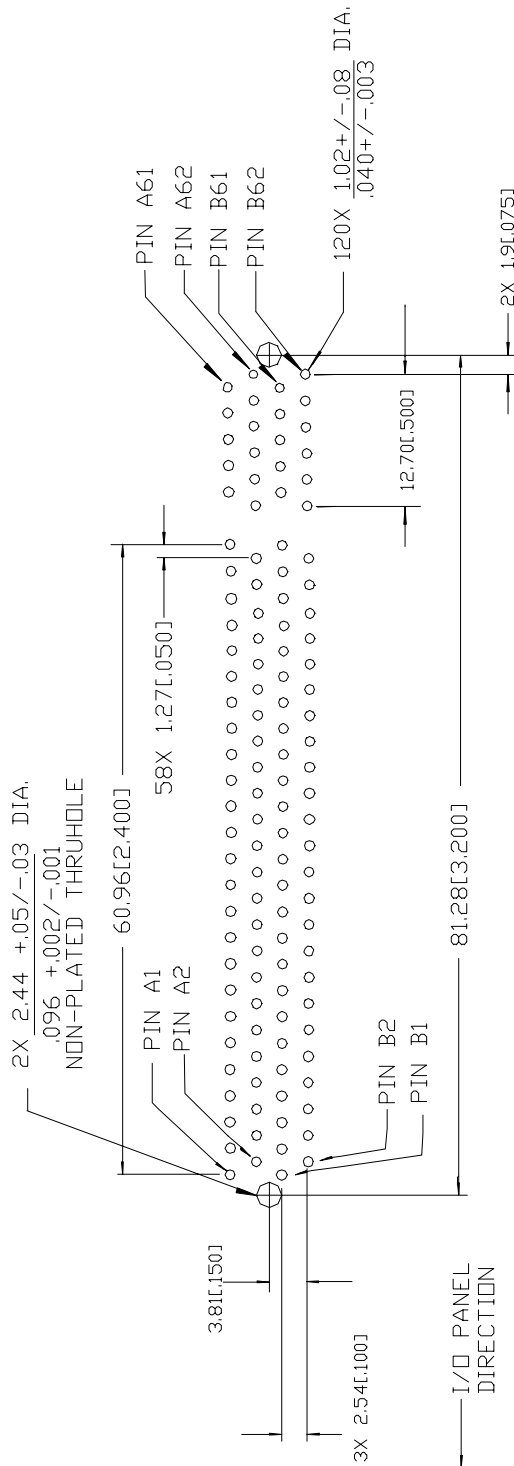 2X 2.44 +.05/-.03 DIA.
.096 +.002/-.001
NON-PLATED THRUHOLE
60.96[2.400]
58X 1.27[.050]
PIN A1
PIN A2
PIN A61
PIN A62
PIN B61
PIN B62
120X 1.02+/-.08 DIA.
.040+/-.003
3.81[.150]
3X 2.54[.100]
PIN B2
PIN B1
12.70[.500]
81.28[3.200]
2X 1.9[.075]
I/O PANEL
DIRECTION